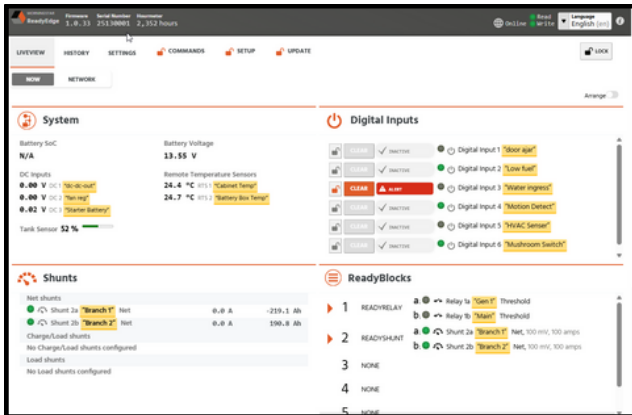 MORNINGSTAR
ReadyEdge
Firmware Serial Number Hourmeter
1.0.33 25130001 2,352 hours
Online Read Write Language English [en]
LIVEVIEW HISTORY SETTINGS COMMANDS SETUP UPDATE LOCK
NOW NETWORK
Arrange
System
Battery SoC Battery Voltage
N/A 13.55 V
DC Inputs Remote Temperature Sensors
0.00 V DC 1 "dc-dc-out" 24.4 °C RTS 1 "Cabinet Temp"
0.00 V DC 2 "fan reg" 24.7 °C RTS 2 "Battery Box Temp"
0.02 V DC 3 "Starter Battery"
Tank Sensor 52 %
Digital Inputs
CLEAR INACTIVE Digital Input 1 "door ajar"
CLEAR INACTIVE Digital Input 2 "Low fuel"
CLEAR ALERT Digital Input 3 "Water ingress"
CLEAR INACTIVE Digital Input 4 "Motion Detect"
CLEAR INACTIVE Digital Input 5 "HVAC Senser"
CLEAR INACTIVE Digital Input 6 "Mushroom Switch"
Shunts
Net shunts
Shunt 2a "Branch 1" Net 0.0 A -219.1 Ah
Shunt 2b "Branch 2" Net 0.0 A 190.8 Ah
Charge/Load shunts
No Charge/Load shunts configured
Load shunts
No Load shunts configured
ReadyBlocks
1 READYRELAY a: Relay 1a "Gen 1" Threshold
b: Relay 1b "Main" Threshold
2 READYSHUNT a: Shunt 2a "Branch 1" Net, 100 mV, 100 amps
b: Shunt 2b "Branch 2" Net, 100 mV, 100 amps
3 NONE
4 NONE
5 NONE